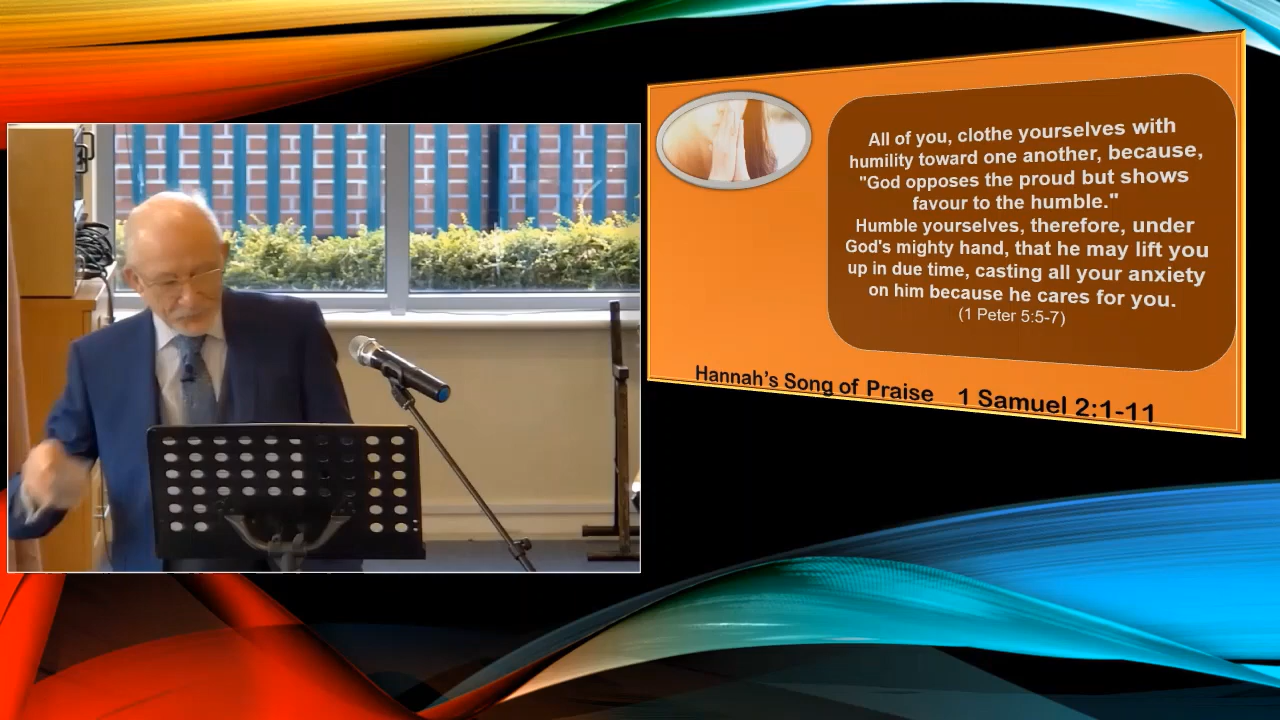 All of you, clothe yourselves with
humility toward one another, because,
"God opposes the proud but shows
favour to the humble."
Humble yourselves, therefore, under
God's mighty hand, that he may lift you
up in due time, casting all your anxiety
on him because he cares for you.
(1 Peter 5:5-7)
Hannah's Song of Praise 1 Samuel 2:1-11